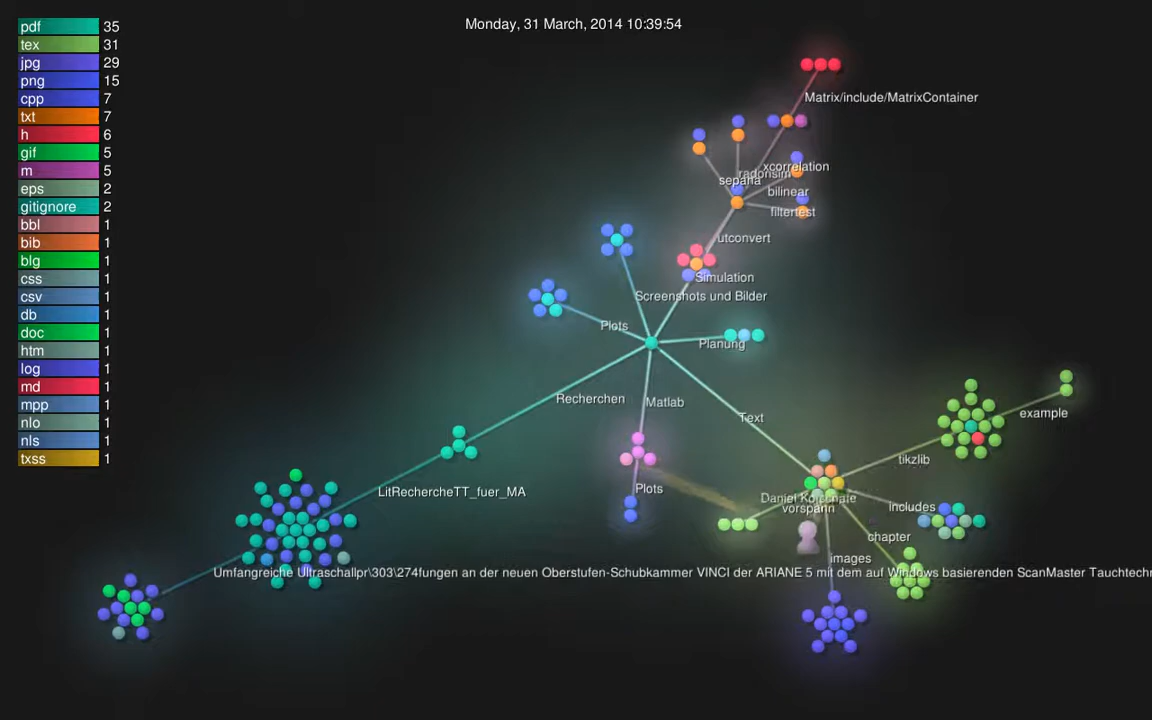 Monday, 31 March, 2014 10:39:54
pdf 35
tex 31
jpg 29
png 15
cpp 7
txt 7
h 6
gif 5
m 5
eps 2
gitignore 2
bbl 1
bib 1
blg 1
css 1
csv 1
db 1
doc 1
htm 1
log 1
md 1
mpp 1
nlo 1
nls 1
txss 1
Matrix/include/MatrixContainer
xcorrelation
radonsim
bilinear
filtertest
utconvert
Simulation
Screenshots und Bilder
Plots
Planung
Recherchen
Matlab
Text
example
tikzlib
Plots
LitRechercheTT_fuer_MA
vorspann
includes
chapter
images
Umfangreiche Ultraschallpr\303\274fungen an der neuen Oberstufen-Schubkammer VINCI der ARIANE 5 mit dem auf Windows basierenden ScanMaster